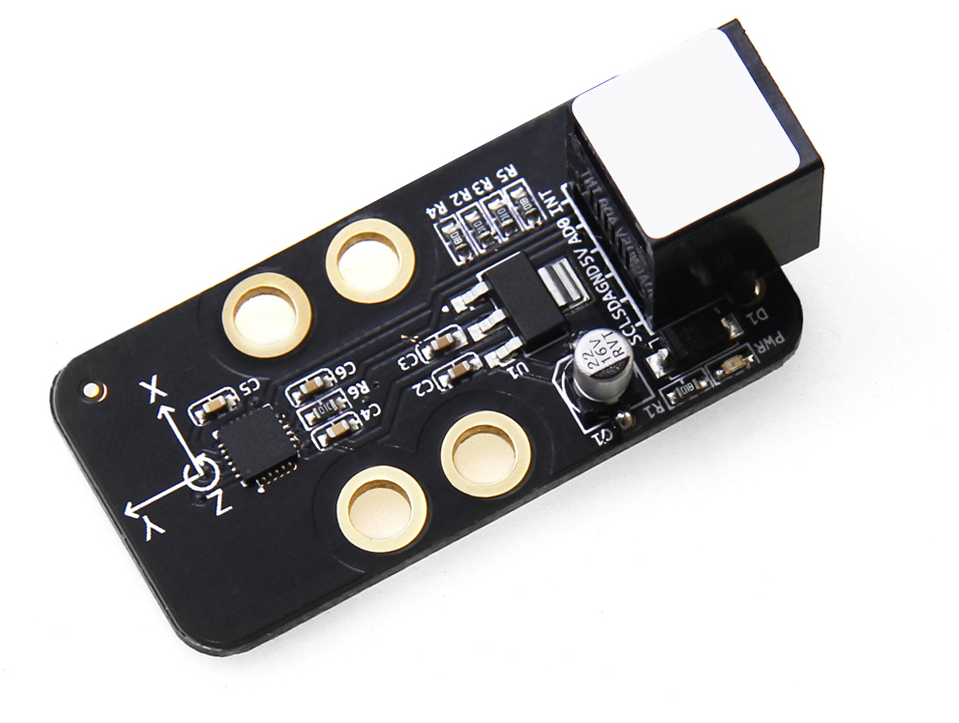 R4 R2 R3 R5
INT
AD0
5V
GND
SDA
SCL
D1
PWR
22
16V
RVT
C3
C2
U1
R1
C1
C5
C6
R6
C4
X
Y
Z